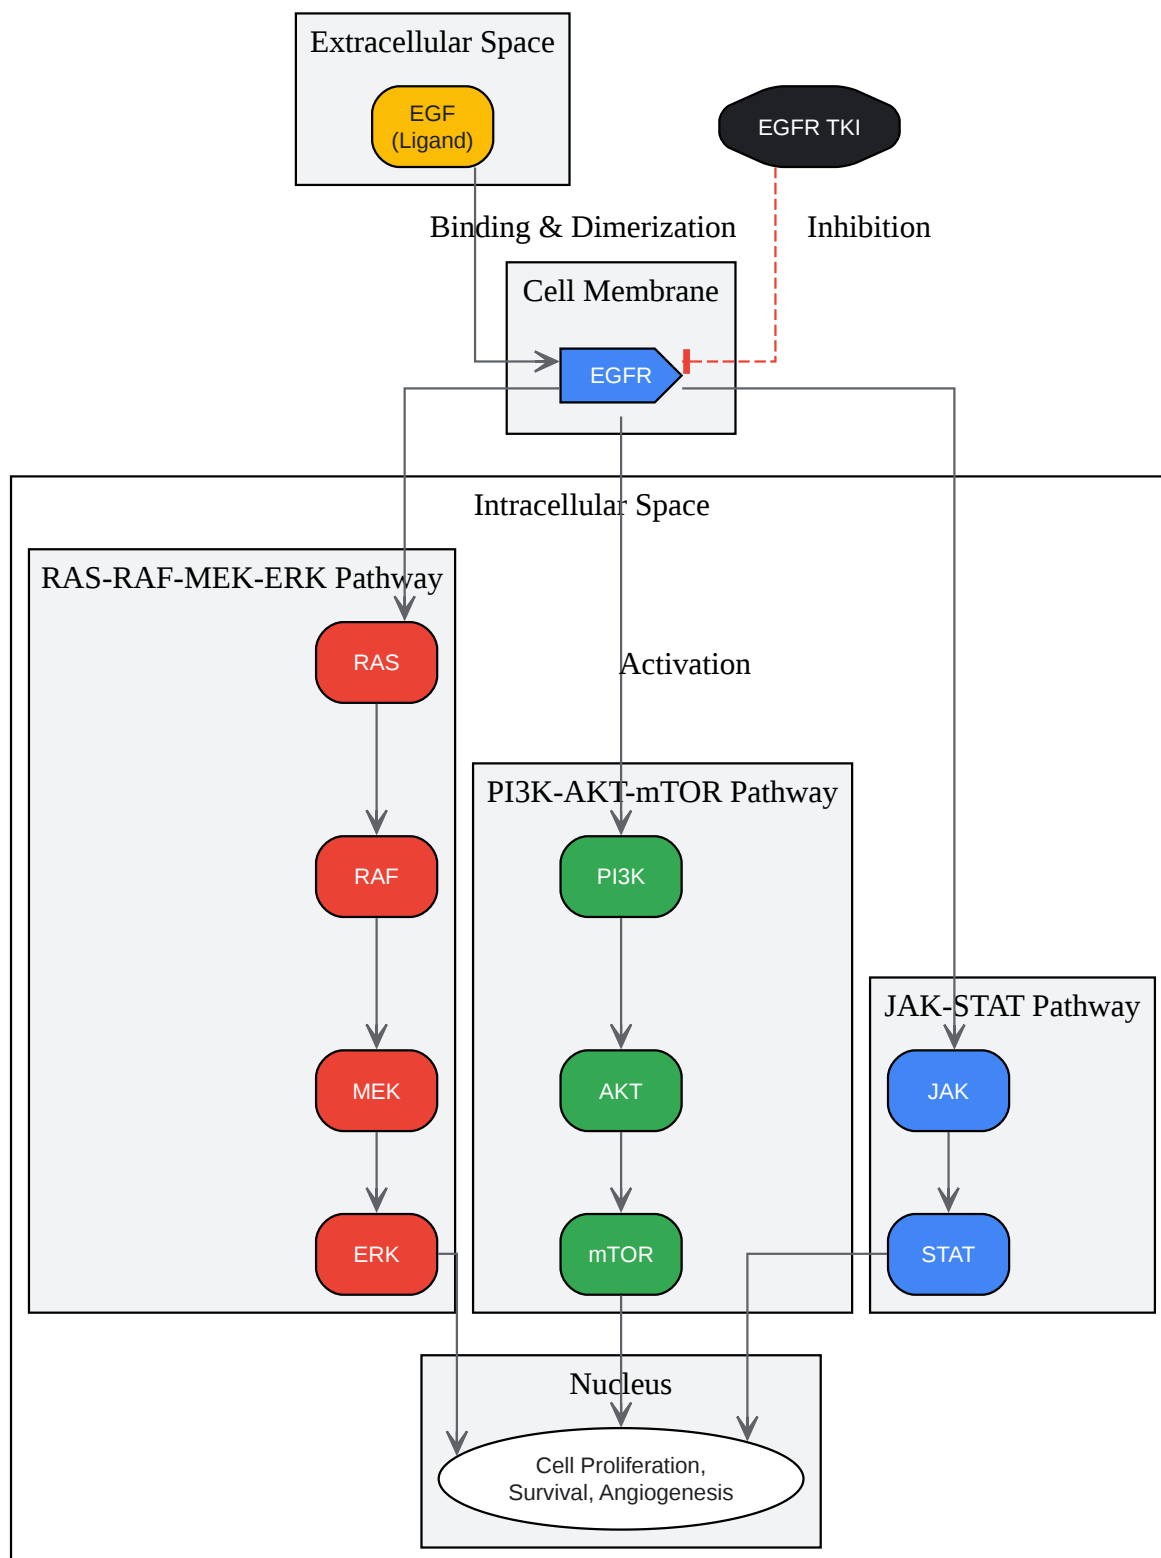 Extracellular Space
EGF
(Ligand)
EGFR TKI
Binding & Dimerization
Inhibition
Cell Membrane
EGFR
Intracellular Space
RAS-RAF-MEK-ERK Pathway
RAS
Activation
PI3K-AKT-mTOR Pathway
RAF
PI3K
JAK-STAT Pathway
MEK
AKT
JAK
ERK
mTOR
STAT
Nucleus
Cell Proliferation,
Survival, Angiogenesis